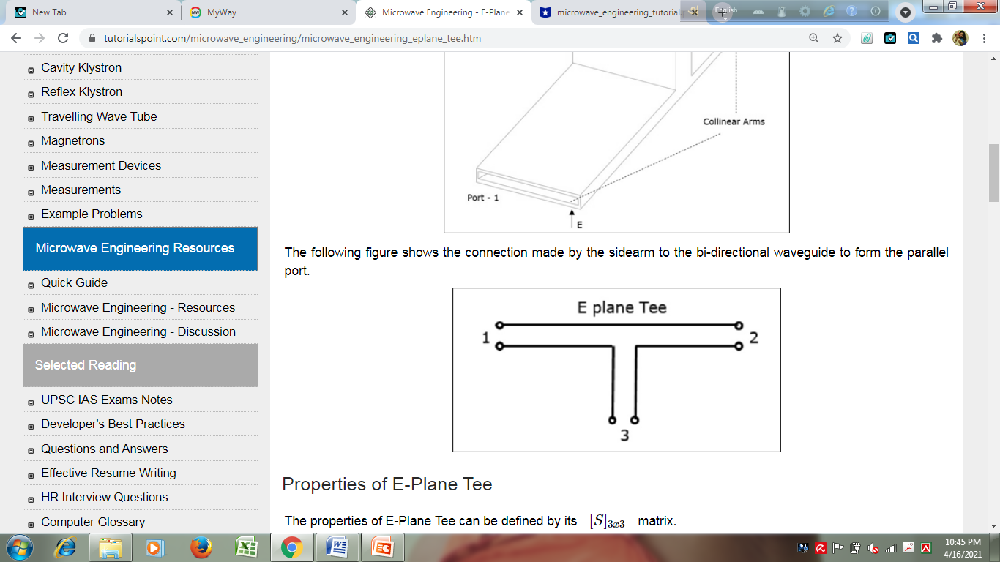 New Tab
MyWay
Microwave Engineering - E-Plane
microwave_engineering_tutorial.
English
tutorialspoint.com/microwave_engineering/microwave_engineering_eplane_tee.htm
Cavity Klystron
Reflex Klystron
Travelling Wave Tube
Magnetrons
Measurement Devices
Measurements
Example Problems
Microwave Engineering Resources
Quick Guide
Microwave Engineering - Resources
Microwave Engineering - Discussion
Selected Reading
UPSC IAS Exams Notes
Developer's Best Practices
Questions and Answers
Effective Resume Writing
HR Interview Questions
Computer Glossary
Collinear Arms
Port - 1
E
The following figure shows the connection made by the sidearm to the bi-directional waveguide to form the parallel
port.
E plane Tee
1
2
3
Properties of E-Plane Tee
The properties of E-Plane Tee can be defined by its [S]3x3 matrix.
10:45 PM
4/16/2021